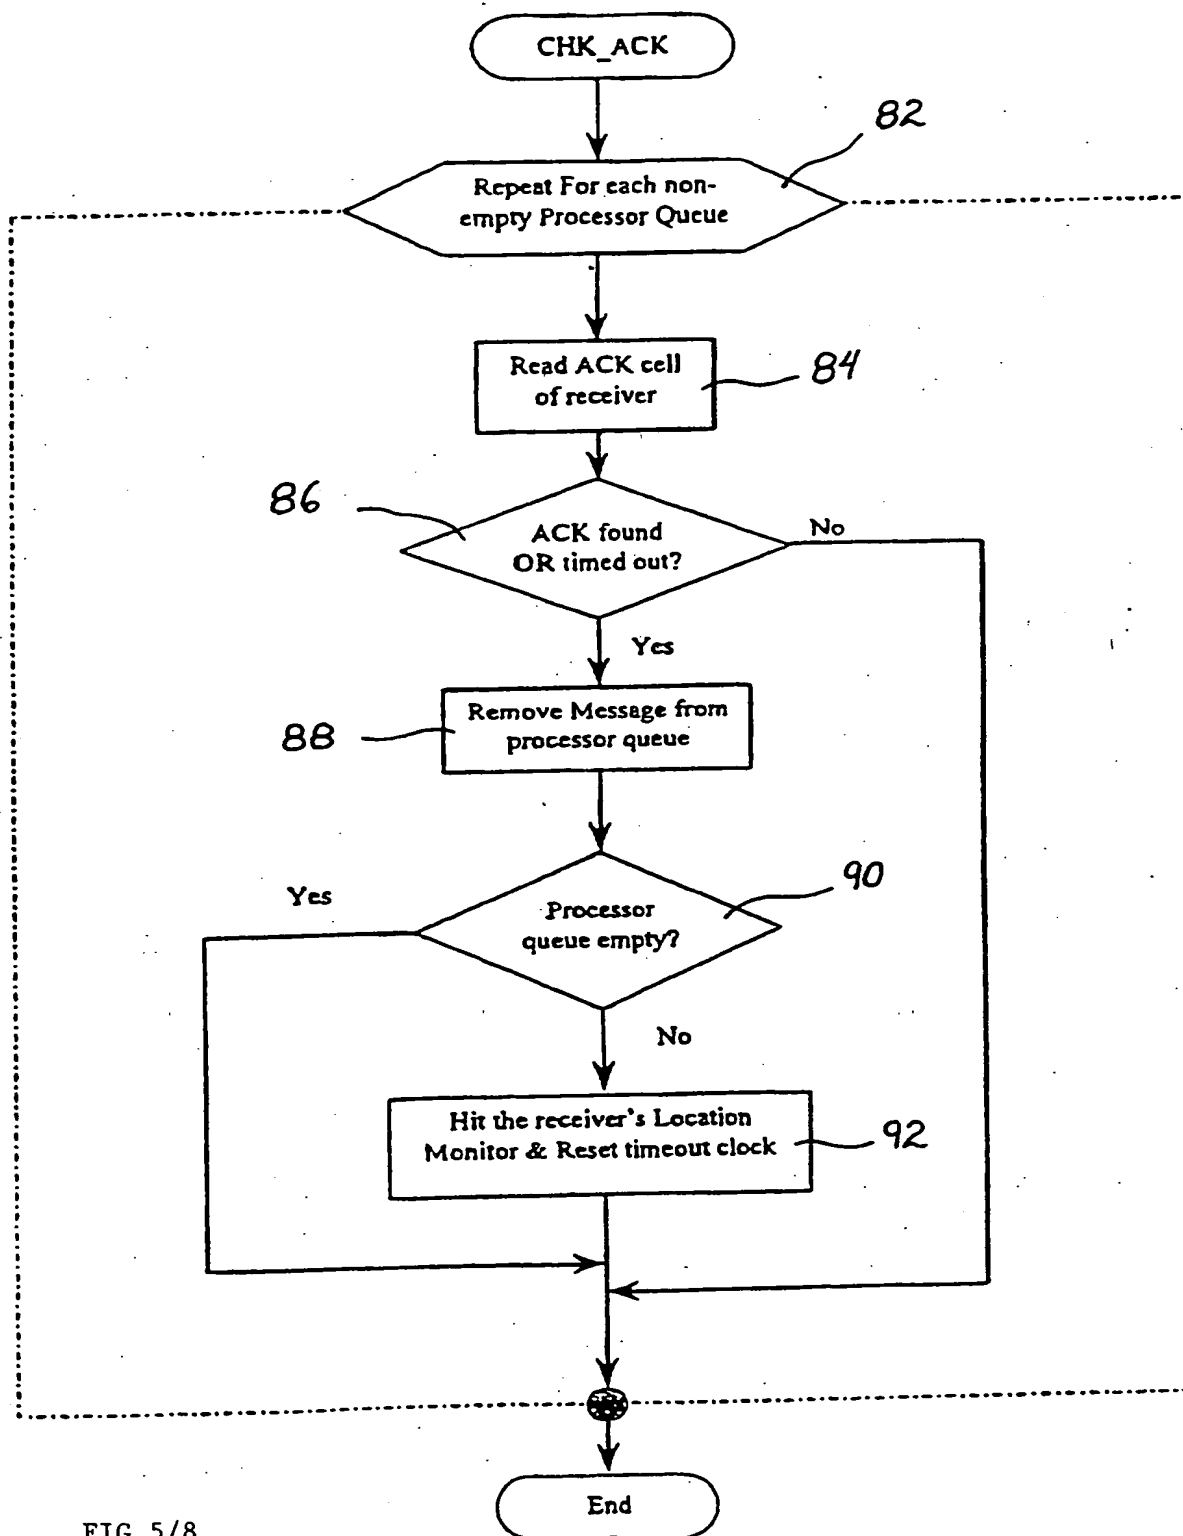 CHK_ACK
82
Repeat For each non-
empty Processor Queue
Read ACK cell
of receiver
84
86
ACK found
OR timed out?
No
Yes
Remove Message from
processor queue
88
90
Yes
Processor
queue empty?
No
Hit the receiver's Location
Monitor & Reset timeout clock
92
End
FIG 5/8